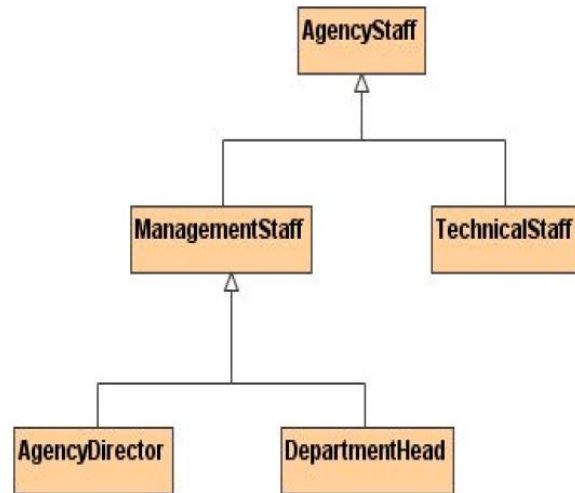 AgencyStaff
ManagementStaff
TechnicalStaff
AgencyDirector
DepartmentHead